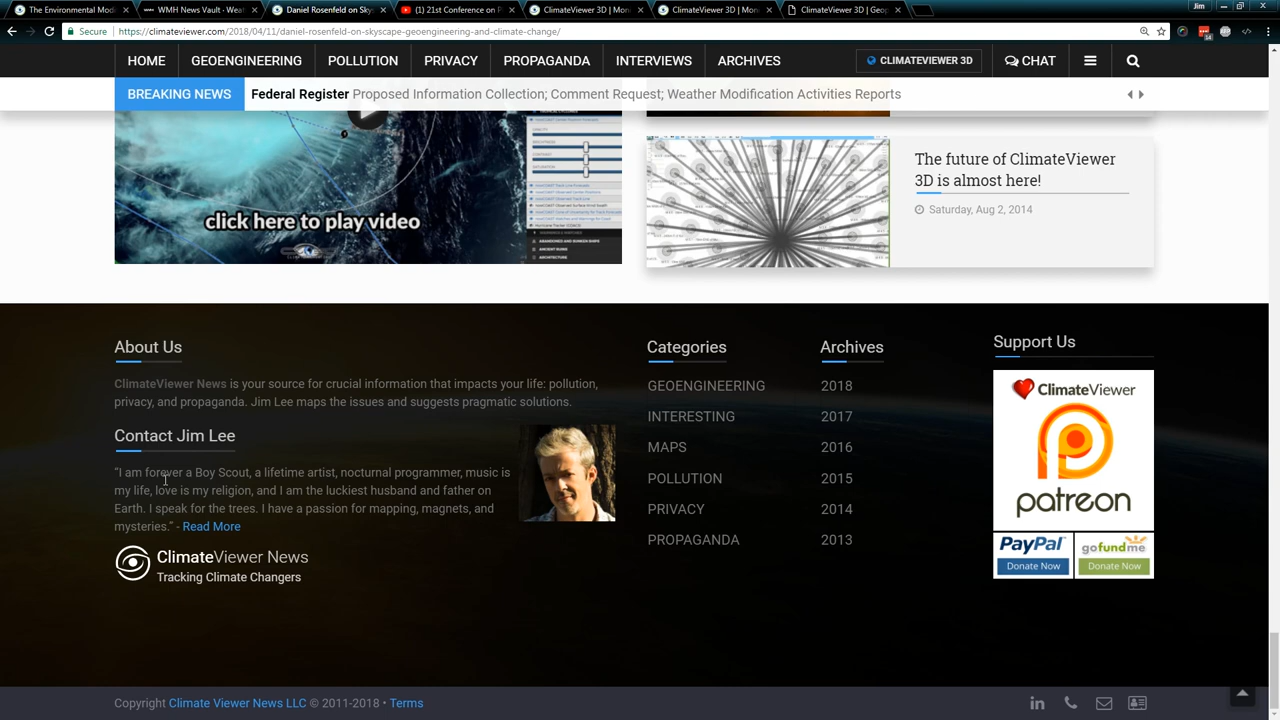 The Environmental Modi
WMH News Vault - Weat
Daniel Rosenfeld on Sky
(1) 21st Conference on P
ClimateViewer 3D | Mon
ClimateViewer 3D | Mon
ClimateViewer 3D | Geop
Jim
Secure https://climateviewer.com/2018/04/11/daniel-rosenfeld-on-skyscape-geoengineering-and-climate-change/
HOME GEOENGINEERING POLLUTION PRIVACY PROPAGANDA INTERVIEWS ARCHIVES CLIMATEVIEWER 3D CHAT
BREAKING NEWS Federal Register Proposed Information Collection; Comment Request; Weather Modification Activities Reports
click here to play video
The future of ClimateViewer
3D is almost here!
Saturday, Aug 2, 2014
About Us
ClimateViewer News is your source for crucial information that impacts your life: pollution,
privacy, and propaganda. Jim Lee maps the issues and suggests pragmatic solutions.
Contact Jim Lee
“I am forever a Boy Scout, a lifetime artist, nocturnal programmer, music is
my life, love is my religion, and I am the luckiest husband and father on
Earth. I speak for the trees. I have a passion for mapping, magnets, and
mysteries.” - Read More
ClimateViewer News
Tracking Climate Changers
Categories
GEOENGINEERING
INTERESTING
MAPS
POLLUTION
PRIVACY
PROPAGANDA
Archives
2018
2017
2016
2015
2014
2013
Support Us
ClimateViewer
patreon
PayPal
Donate Now
gofundme
Donate Now
Copyright Climate Viewer News LLC © 2011-2018 • Terms